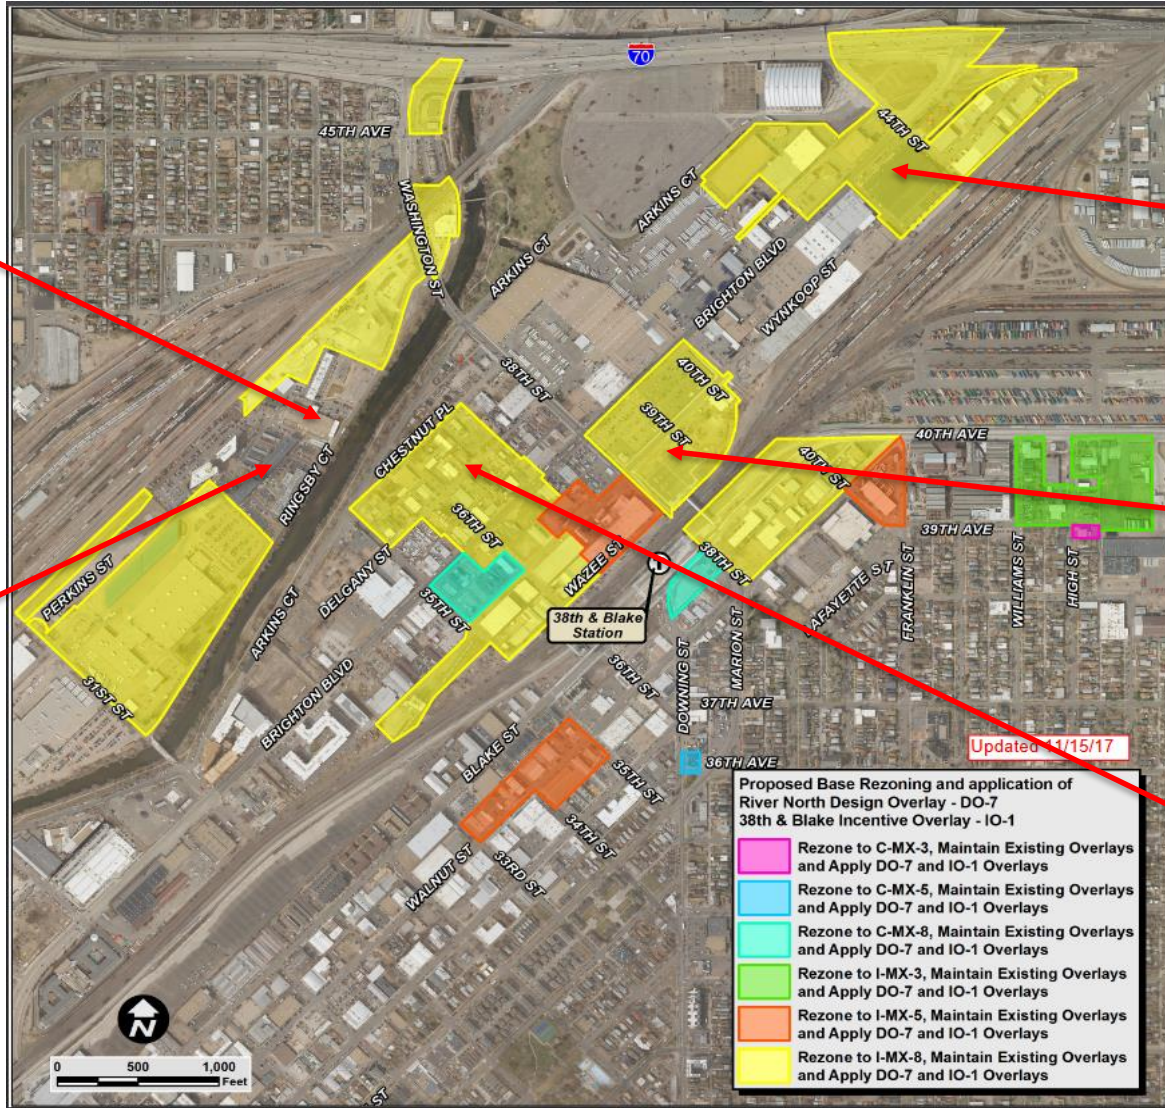 70
45TH AVE
44TH ST
WASHINGTON ST
ARKINS CT
ARKINS CT
BRIGHTON BLVD
WYNKOOP ST
38TH ST
40TH ST
39TH ST
CHESTNUT PL
RINGSBY CT
40TH AVE
40TH ST
36TH ST
39TH AVE
WILLIAMS ST
HIGH ST
FRANKLIN ST
LAFAYETTE ST
PERKINS ST
DELGANY ST
WAZEE ST
38TH ST
35TH ST
38th & Blake
Station
MARION ST
ARKINS CT
36TH ST
DOWNING ST
31ST ST
BRIGHTON BLVD
37TH AVE
BLAKE ST
35TH ST
36TH AVE
Updated 11/15/17
34TH ST
WALNUT ST
33RD ST
Proposed Base Rezoning and application of
River North Design Overlay - DO-7
38th & Blake Incentive Overlay - IO-1
Rezone to C-MX-3, Maintain Existing Overlays
and Apply DO-7 and IO-1 Overlays
Rezone to C-MX-5, Maintain Existing Overlays
and Apply DO-7 and IO-1 Overlays
Rezone to C-MX-8, Maintain Existing Overlays
and Apply DO-7 and IO-1 Overlays
Rezone to I-MX-3, Maintain Existing Overlays
and Apply DO-7 and IO-1 Overlays
Rezone to I-MX-5, Maintain Existing Overlays
and Apply DO-7 and IO-1 Overlays
Rezone to I-MX-8, Maintain Existing Overlays
and Apply DO-7 and IO-1 Overlays
N
0 500 1,000
Feet
ST